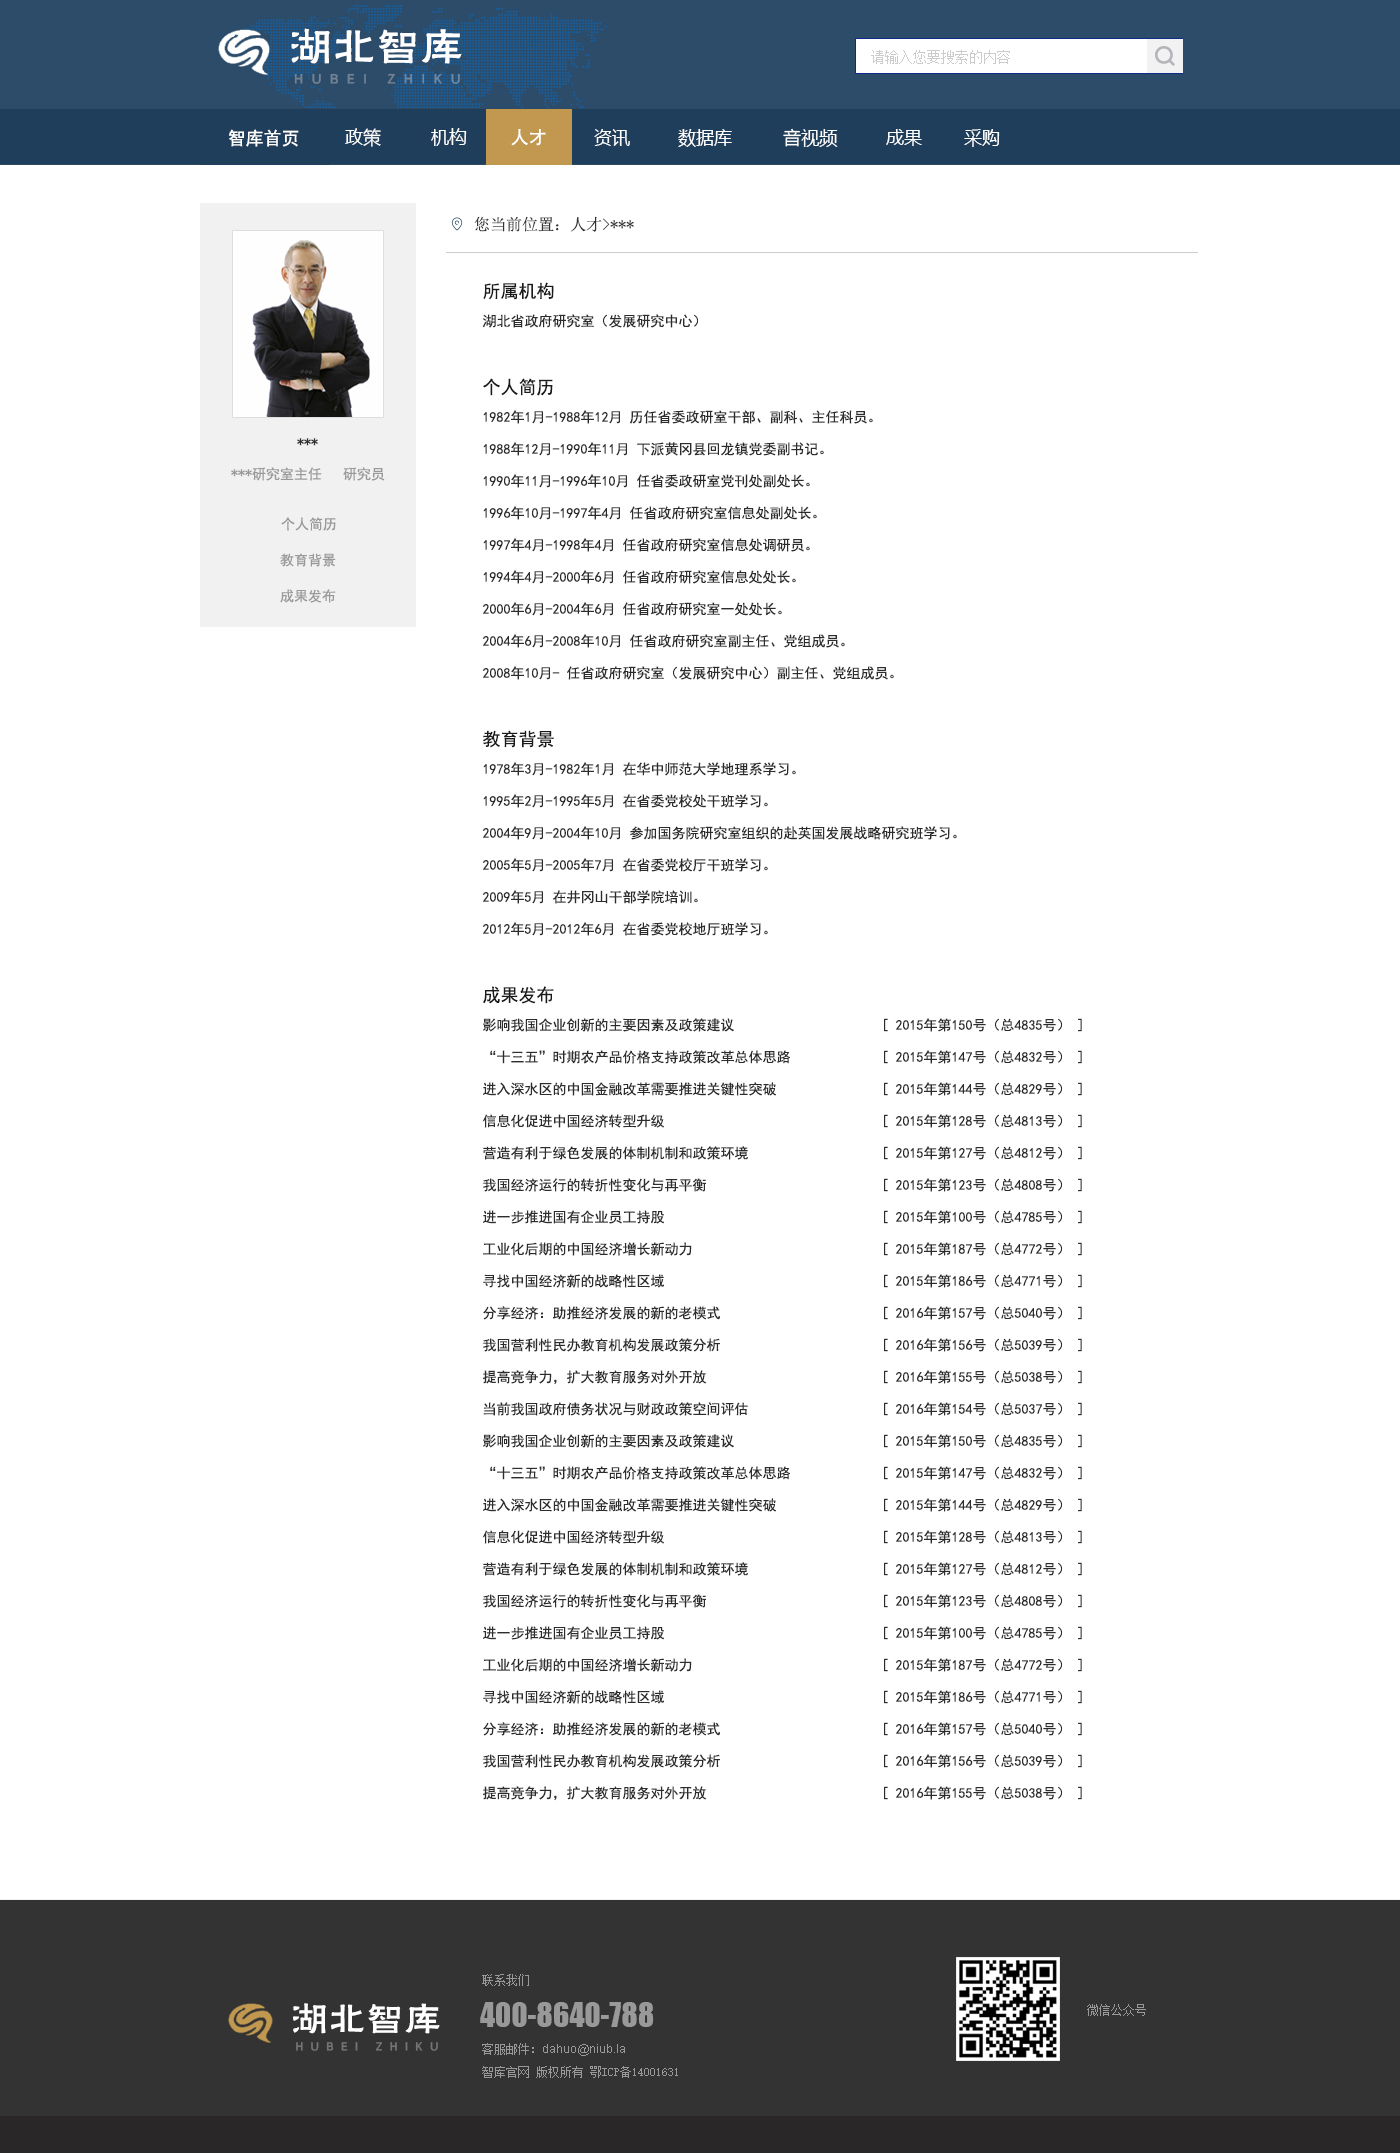 湖北智库
HUBEI ZHIKU
请输入您要搜索的内容
智库首页 政策 机构 人才 资讯 数据库 音视频 成果 采购
***
***研究室主任 研究员
个人简历
教育背景
成果发布
您当前位置：人才>***
所属机构
湖北省政府研究室（发展研究中心）
个人简历
1982年1月-1988年12月 历任省委政研室干部、副科、主任科员。
1988年12月-1990年11月 下派黄冈县回龙镇党委副书记。
1990年11月-1996年10月 任省委政研室党刊处副处长。
1996年10月-1997年4月 任省政府研究室信息处副处长。
1997年4月-1998年4月 任省政府研究室信息处调研员。
1994年4月-2000年6月 任省政府研究室信息处处长。
2000年6月-2004年6月 任省政府研究室一处处长。
2004年6月-2008年10月 任省政府研究室副主任、党组成员。
2008年10月- 任省政府研究室（发展研究中心）副主任、党组成员。
教育背景
1978年3月-1982年1月 在华中师范大学地理系学习。
1995年2月-1995年5月 在省委党校处干班学习。
2004年9月-2004年10月 参加国务院研究室组织的赴英国发展战略研究班学习。
2005年5月-2005年7月 在省委党校厅干班学习。
2009年5月 在井冈山干部学院培训。
2012年5月-2012年6月 在省委党校地厅班学习。
成果发布
影响我国企业创新的主要因素及政策建议 [ 2015年第150号（总4835号） ]
“十三五”时期农产品价格支持政策改革总体思路 [ 2015年第147号（总4832号） ]
进入深水区的中国金融改革需要推进关键性突破 [ 2015年第144号（总4829号） ]
信息化促进中国经济转型升级 [ 2015年第128号（总4813号） ]
营造有利于绿色发展的体制机制和政策环境 [ 2015年第127号（总4812号） ]
我国经济运行的转折性变化与再平衡 [ 2015年第123号（总4808号） ]
进一步推进国有企业员工持股 [ 2015年第100号（总4785号） ]
工业化后期的中国经济增长新动力 [ 2015年第187号（总4772号） ]
寻找中国经济新的战略性区域 [ 2015年第186号（总4771号） ]
分享经济：助推经济发展的新的老模式 [ 2016年第157号（总5040号） ]
我国营利性民办教育机构发展政策分析 [ 2016年第156号（总5039号） ]
提高竞争力，扩大教育服务对外开放 [ 2016年第155号（总5038号） ]
当前我国政府债务状况与财政政策空间评估 [ 2016年第154号（总5037号） ]
影响我国企业创新的主要因素及政策建议 [ 2015年第150号（总4835号） ]
“十三五”时期农产品价格支持政策改革总体思路 [ 2015年第147号（总4832号） ]
进入深水区的中国金融改革需要推进关键性突破 [ 2015年第144号（总4829号） ]
信息化促进中国经济转型升级 [ 2015年第128号（总4813号） ]
营造有利于绿色发展的体制机制和政策环境 [ 2015年第127号（总4812号） ]
我国经济运行的转折性变化与再平衡 [ 2015年第123号（总4808号） ]
进一步推进国有企业员工持股 [ 2015年第100号（总4785号） ]
工业化后期的中国经济增长新动力 [ 2015年第187号（总4772号） ]
寻找中国经济新的战略性区域 [ 2015年第186号（总4771号） ]
分享经济：助推经济发展的新的老模式 [ 2016年第157号（总5040号） ]
我国营利性民办教育机构发展政策分析 [ 2016年第156号（总5039号） ]
提高竞争力，扩大教育服务对外开放 [ 2016年第155号（总5038号） ]
湖北智库
HUBEI ZHIKU
联系我们
400-8640-788
客服邮件：dahuo@niub.la
智库官网 版权所有 鄂ICP备14001631
微信公众号